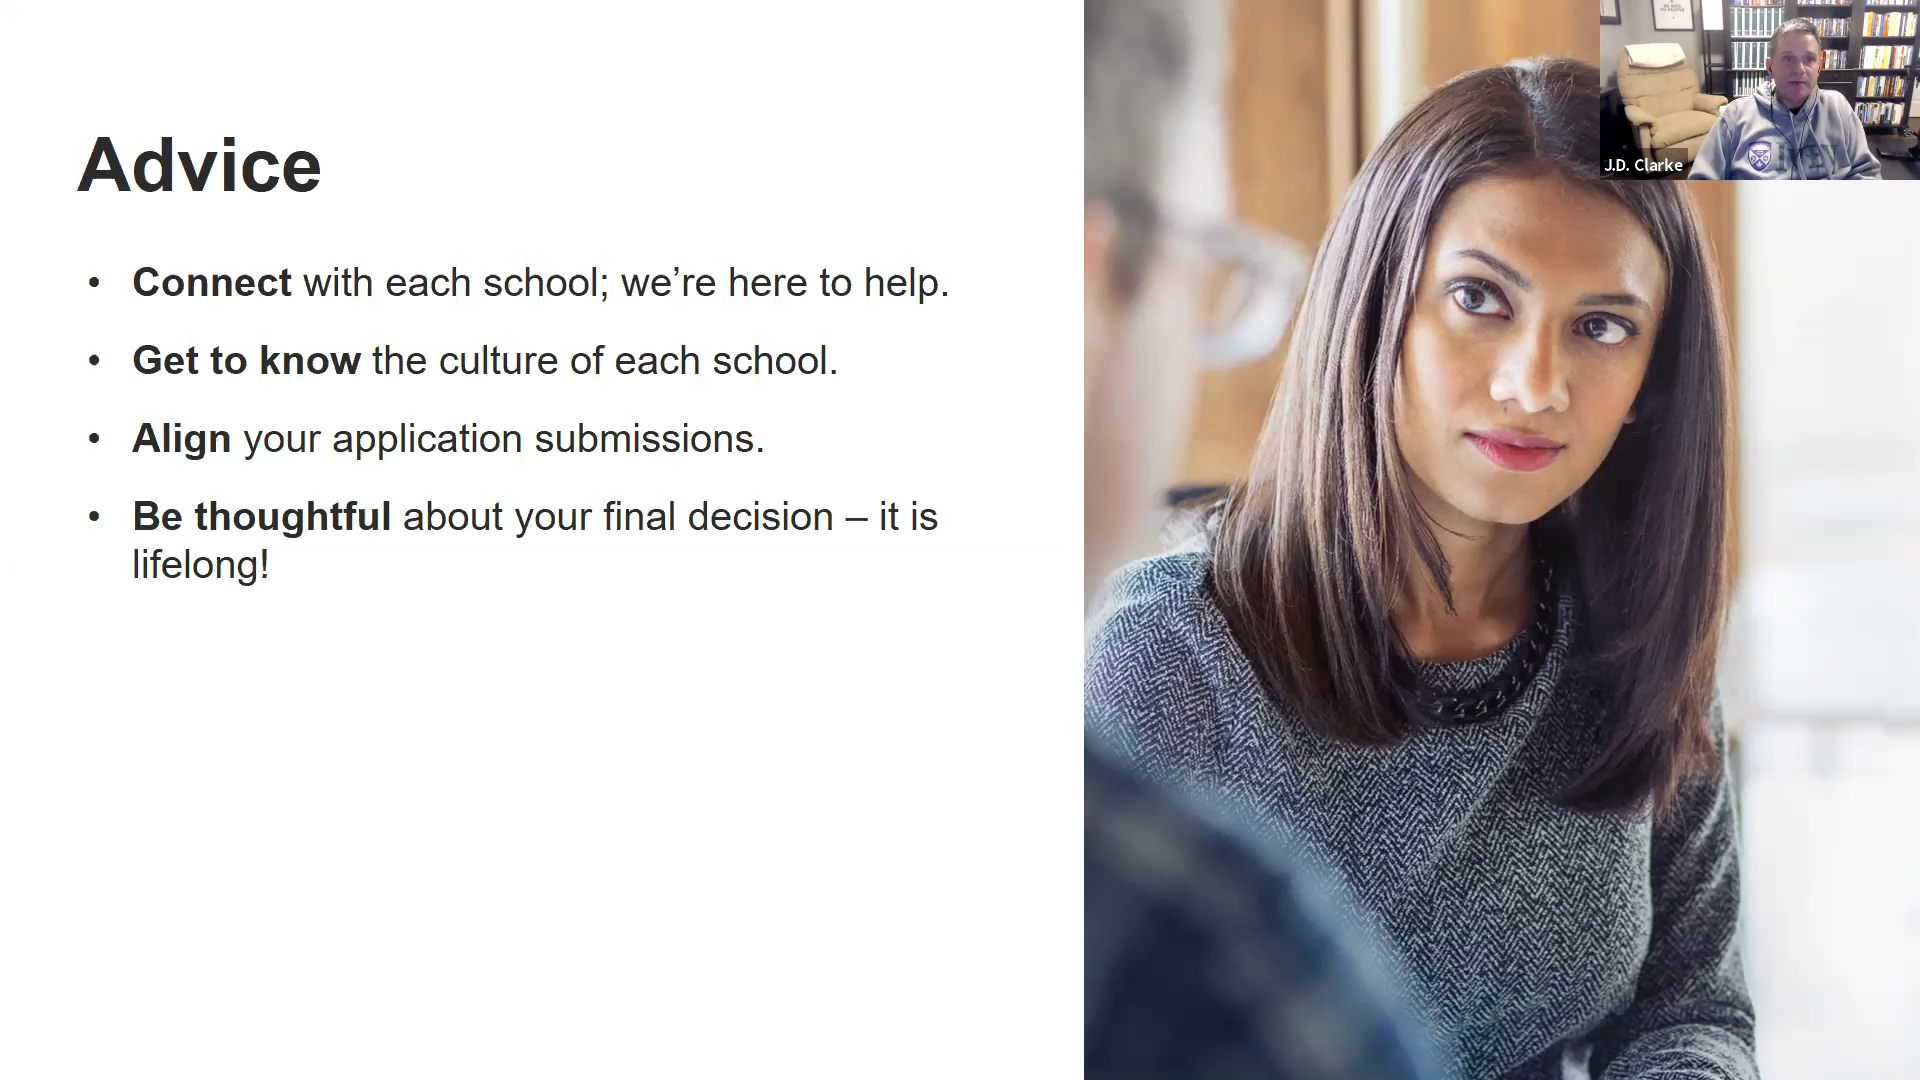 Advice
• Connect with each school; we’re here to help.
• Get to know the culture of each school.
• Align your application submissions.
• Be thoughtful about your final decision – it is
lifelong!
J.D. Clarke